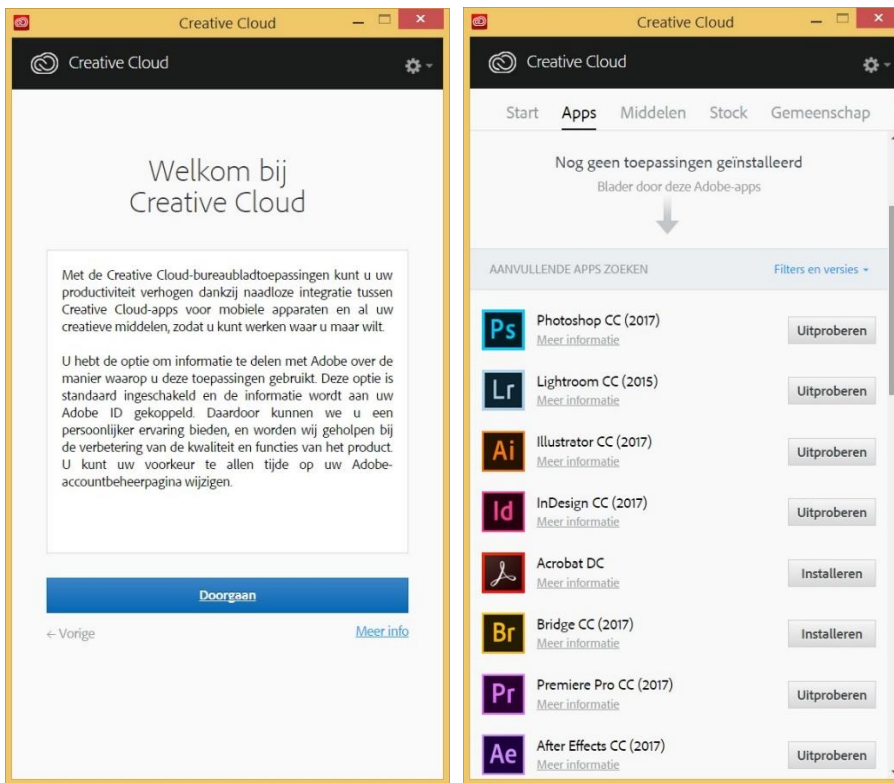 Creative Cloud
Creative Cloud
Welkom bij
Creative Cloud
Met de Creative Cloud-bureaubladtoepassingen kunt u uw
productiviteit verhogen dankzij naadloze integratie tussen
Creative Cloud-apps voor mobiele apparaten en al uw
creatieve middelen, zodat u kunt werken waar u maar wilt.
U hebt de optie om informatie te delen met Adobe over de
manier waarop u deze toepassingen gebruikt. Deze optie is
standaard ingeschakeld en de informatie wordt aan uw
Adobe ID gekoppeld. Daardoor kunnen we u een
persoonlijker ervaring bieden, en worden wij geholpen bij
de verbetering van de kwaliteit en functies van het product.
U kunt uw voorkeur te allen tijde op uw Adobe-
accountbeheerpagina wijzigen.
Doorgaan
← Vorige Meer info
Creative Cloud
Creative Cloud
Start Apps Middelen Stock Gemeenschap
Nog geen toepassingen geïnstalleerd
Blader door deze Adobe-apps
AANVULLENDE APPS ZOEKEN Filters en versies
Ps Photoshop CC (2017) Uitproberen
Meer informatie
Lr Lightroom CC (2015) Uitproberen
Meer informatie
Ai Illustrator CC (2017) Uitproberen
Meer informatie
Id InDesign CC (2017) Uitproberen
Meer informatie
Acrobat DC Installeren
Meer informatie
Br Bridge CC (2017) Installeren
Meer informatie
Pr Premiere Pro CC (2017) Uitproberen
Meer informatie
Ae After Effects CC (2017) Uitproberen
Meer informatie